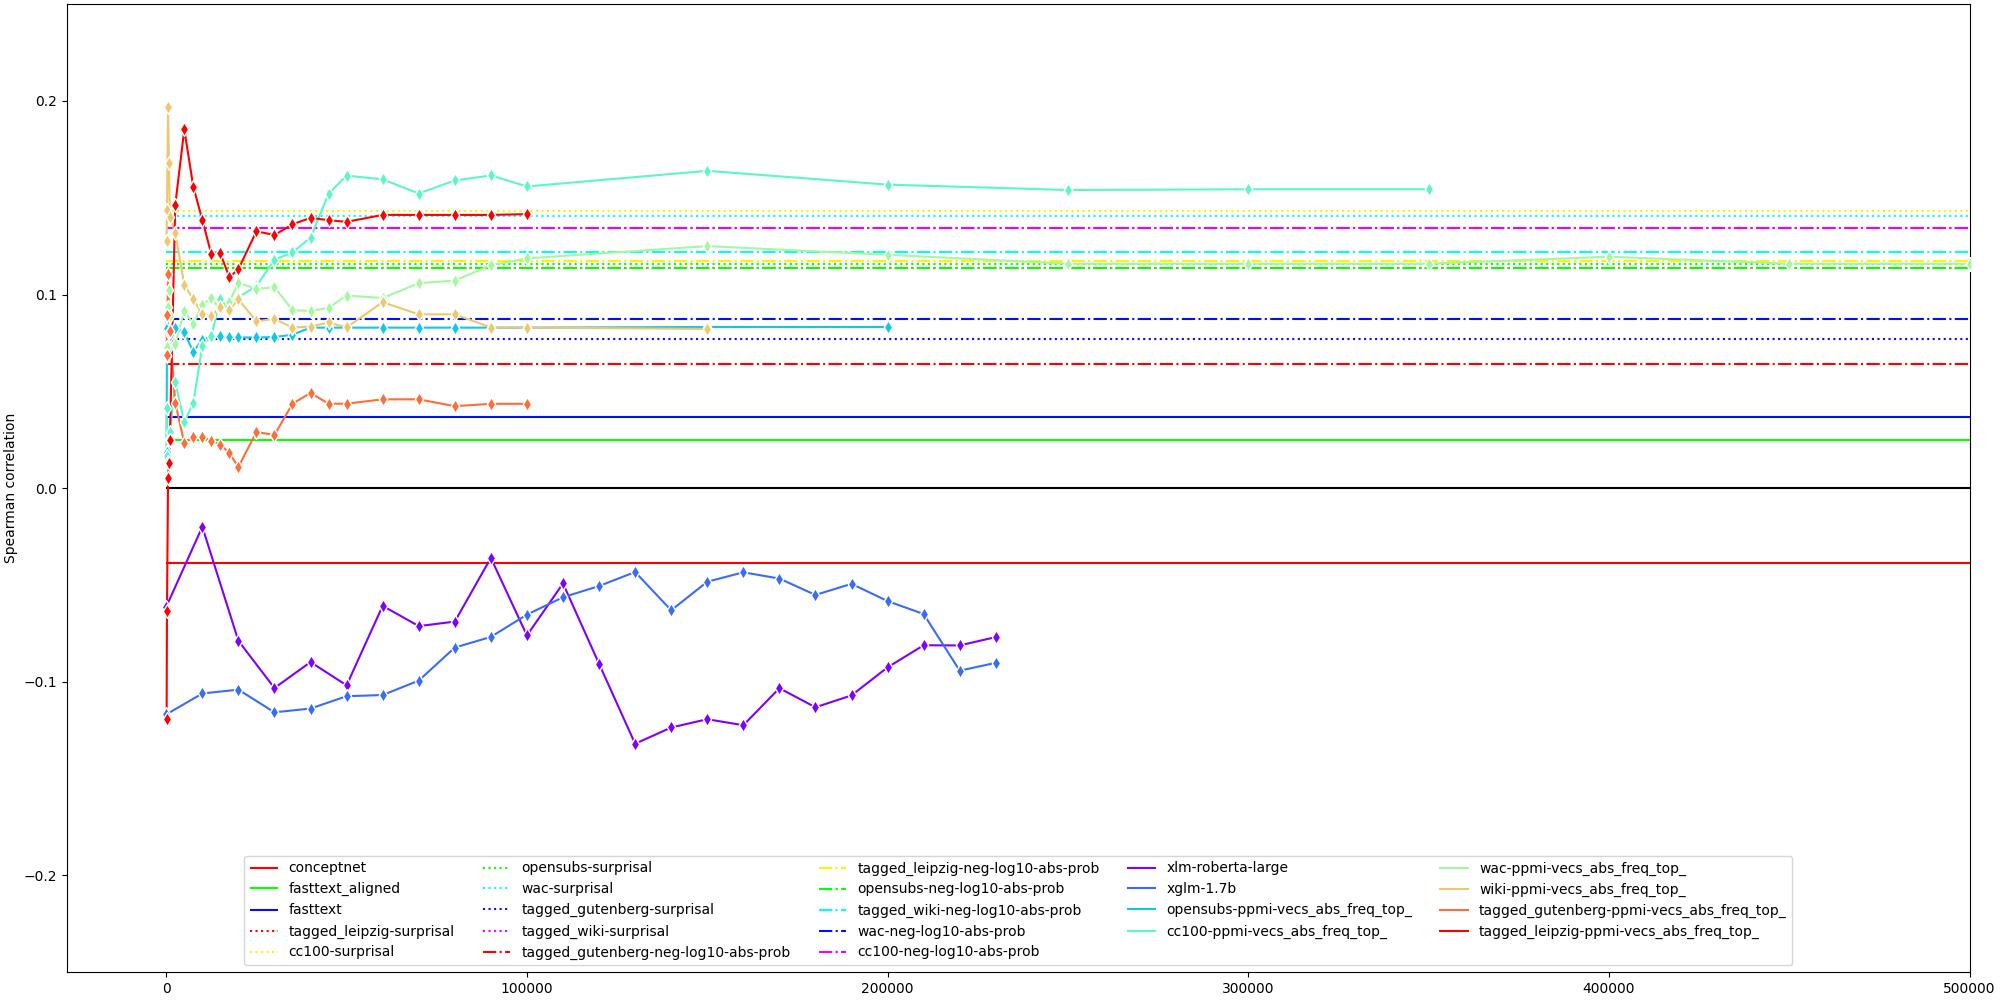 0.2
0.1
0.0
−0.1
−0.2
Spearman correlation
conceptnet
fasttext_aligned
fasttext
tagged_leipzig-surprisal
cc100-surprisal
opensubs-surprisal
wac-surprisal
tagged_gutenberg-surprisal
tagged_wiki-surprisal
tagged_gutenberg-neg-log10-abs-prob
tagged_leipzig-neg-log10-abs-prob
opensubs-neg-log10-abs-prob
tagged_wiki-neg-log10-abs-prob
wac-neg-log10-abs-prob
cc100-neg-log10-abs-prob
xlm-roberta-large
xglm-1.7b
opensubs-ppmi-vecs_abs_freq_top_
cc100-ppmi-vecs_abs_freq_top_
wac-ppmi-vecs_abs_freq_top_
wiki-ppmi-vecs_abs_freq_top_
tagged_gutenberg-ppmi-vecs_abs_freq_top_
tagged_leipzig-ppmi-vecs_abs_freq_top_
0
100000
200000
300000
400000
500000